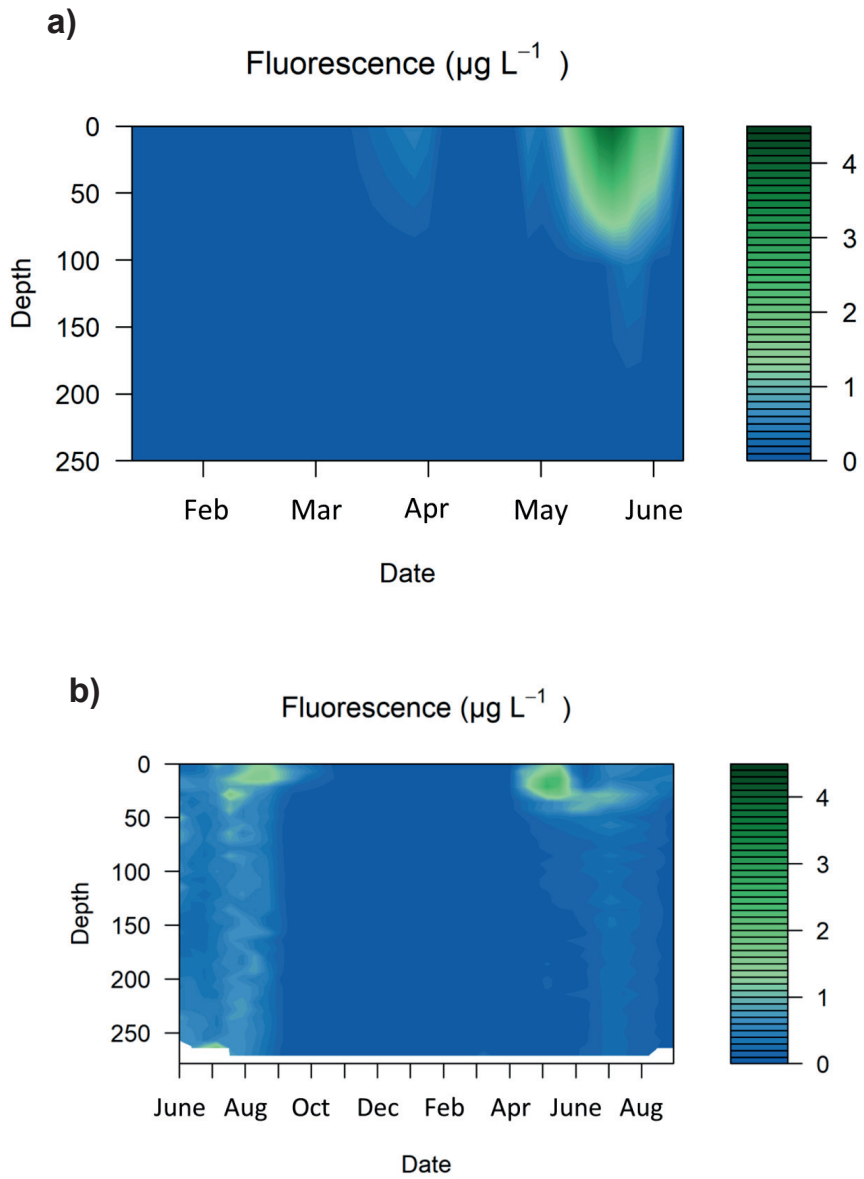 a)
Fluorescence (µg L⁻¹ )
0
50
100
150
200
250
Depth
Feb Mar Apr May June
Date
4
3
2
1
0
b)
Fluorescence (µg L⁻¹ )
0
50
100
150
200
250
Depth
June Aug Oct Dec Feb Apr June Aug
Date
4
3
2
1
0